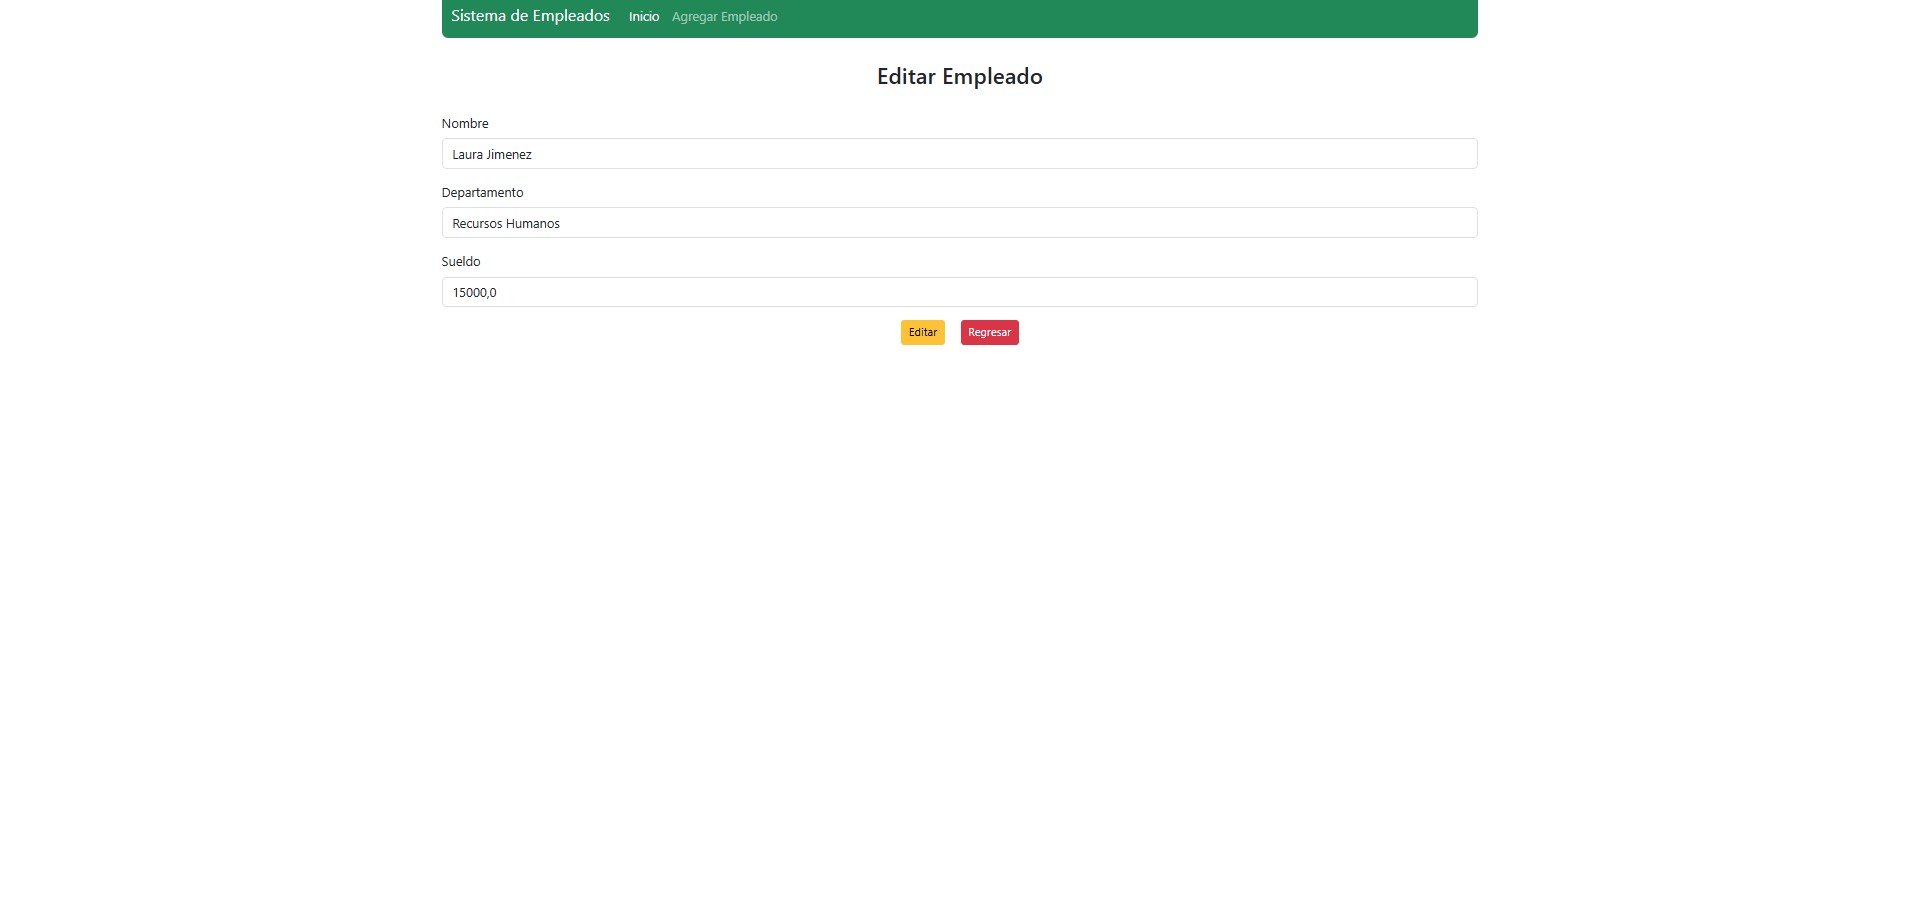 Sistema de Empleados Inicio Agregar Empleado
Editar Empleado
Nombre
Laura Jimenez
Departamento
Recursos Humanos
Sueldo
15000,0
Editar Regresar